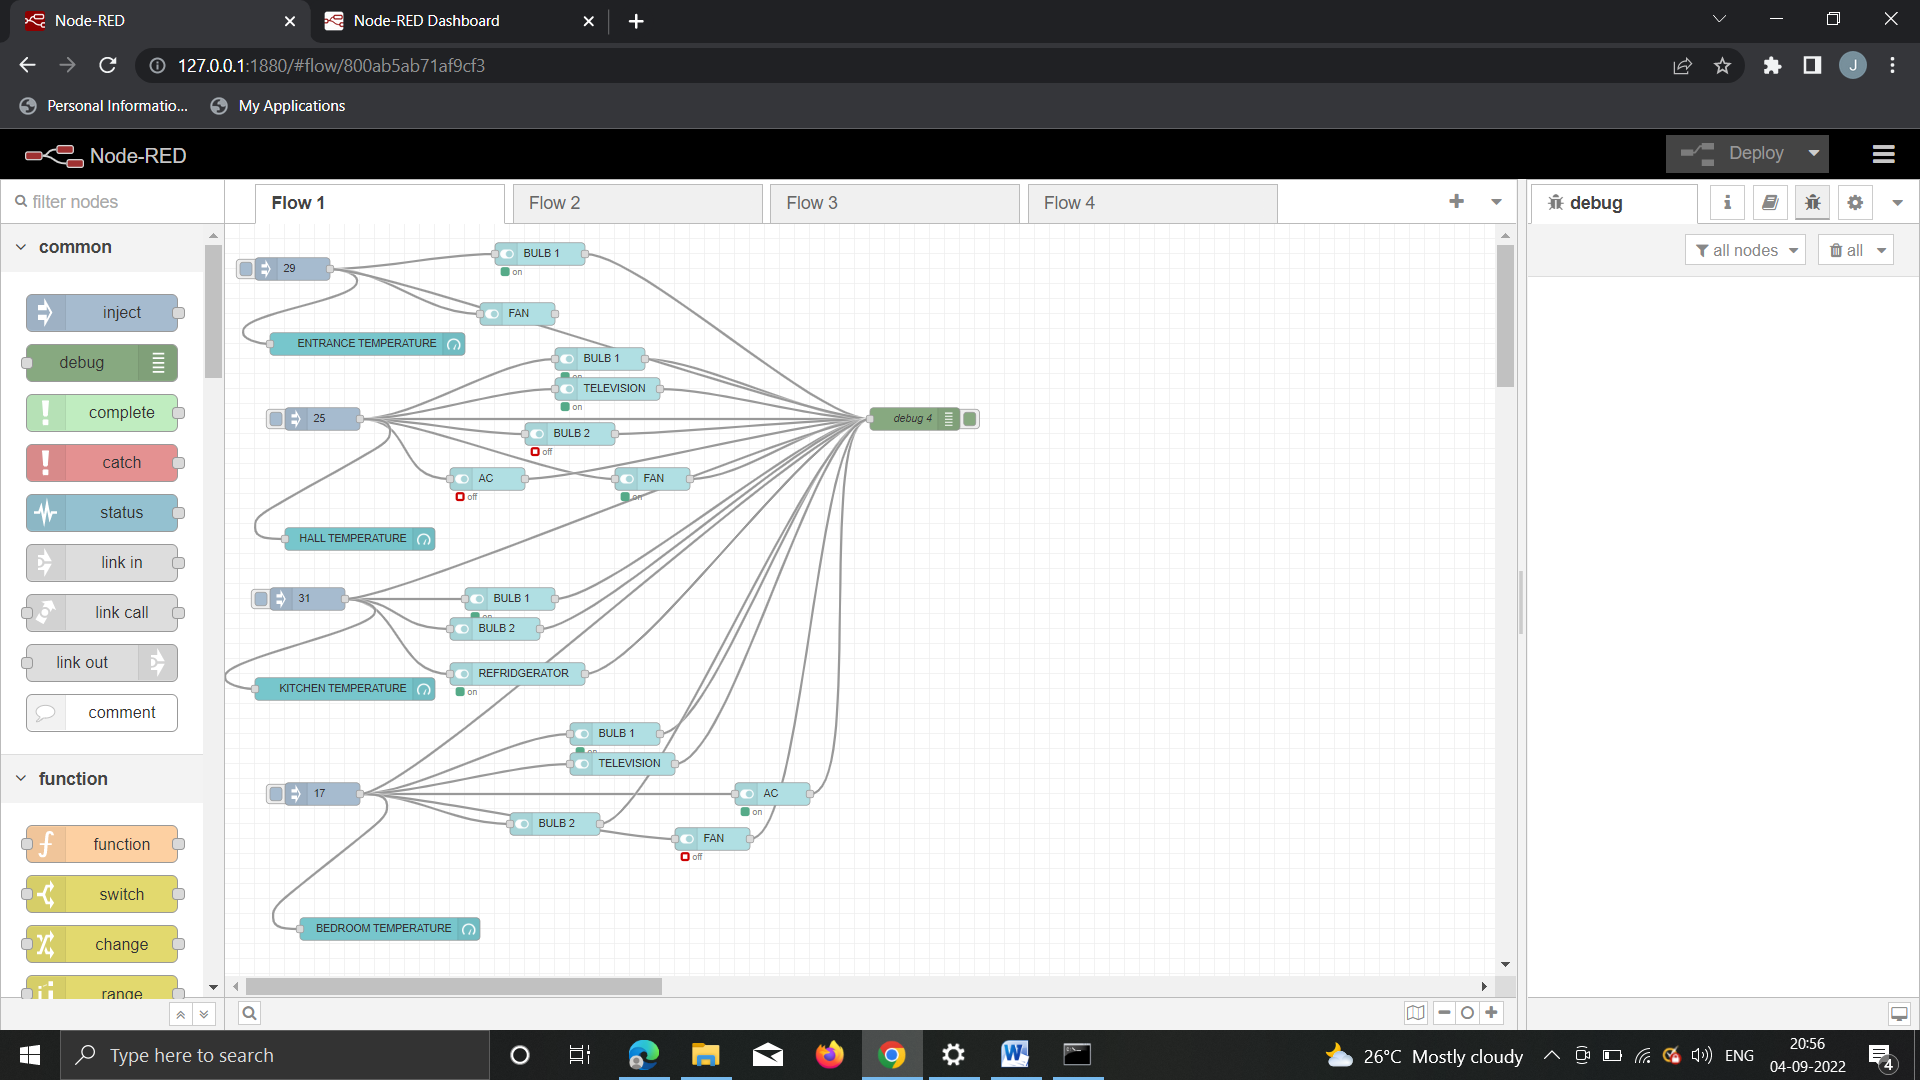 Node-RED
Node-RED Dashboard
127.0.0.1:1880/#flow/800ab5ab71af9cf3
J
Personal Informatio...
My Applications
Node-RED
Deploy
filter nodes
Flow 1
Flow 2
Flow 3
Flow 4
debug
all nodes
all
common
inject
debug
complete
catch
status
link in
link call
link out
comment
function
function
switch
change
range
29
BULB 1
on
FAN
ENTRANCE TEMPERATURE
BULB 1
on
TELEVISION
on
25
BULB 2
off
AC
off
FAN
on
debug 4
HALL TEMPERATURE
31
BULB 1
on
BULB 2
REFRIDGERATOR
on
KITCHEN TEMPERATURE
BULB 1
on
TELEVISION
17
AC
on
BULB 2
FAN
off
BEDROOM TEMPERATURE
Type here to search
26°C Mostly cloudy
ENG
20:56
04-09-2022
4